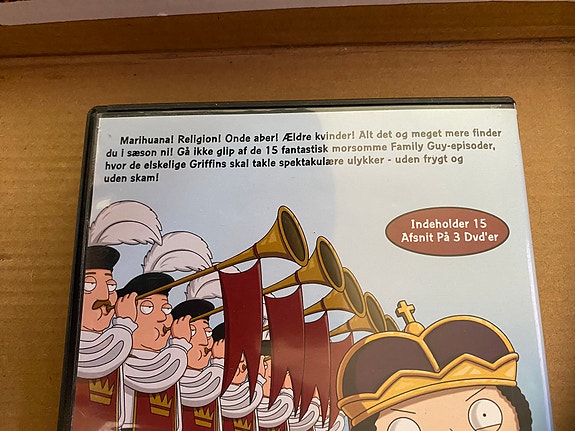 Marihuana! Religion! Onde aber! Ældre kvinder! Alt det og meget mere finder
du i sæson ni! Gå ikke glip af de 15 fantastisk morsomme Family Guy-episoder,
hvor de elskelige Griffins skal takle spektakulære ulykker - uden frygt og
uden skam!
Indeholder 15
Afsnit På 3 Dvd'er